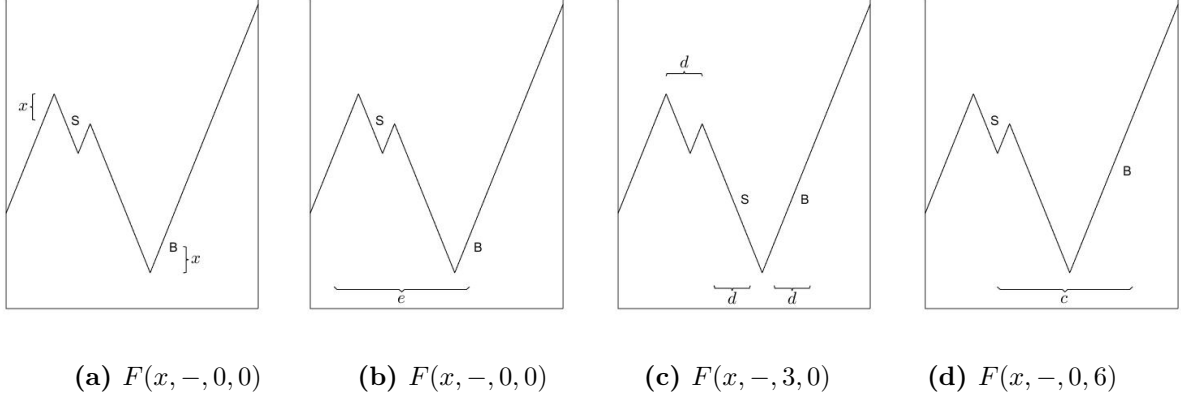 x S B x
S B e
d S B d d
S B c
(a) F(x, −, 0, 0)
(b) F(x, −, 0, 0)
(c) F(x, −, 3, 0)
(d) F(x, −, 0, 6)